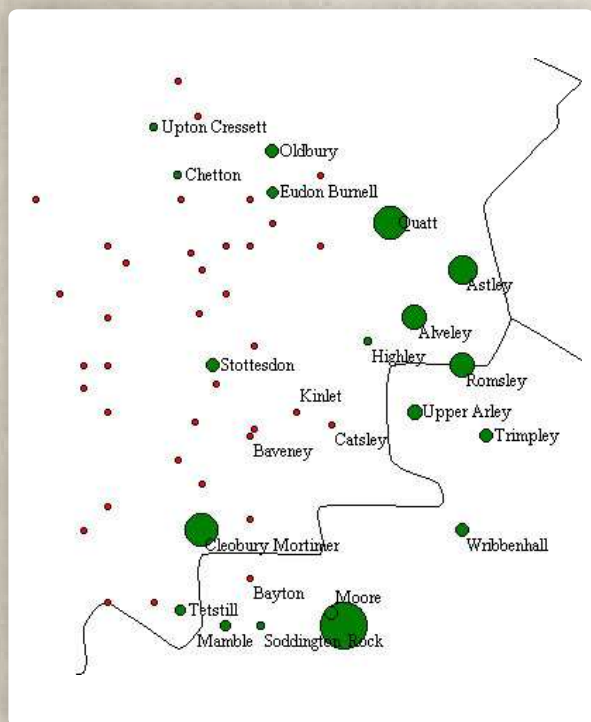 Upton Cressett
Oldbury
Chetton
Eudon Burnell
Quatt
Astley
Alveley
Highley
Stottesdon
Romsley
Kinlet
Upper Arley
Catsley
Trimpley
Baveney
Cleobury Mortimer
Wribbenhall
Bayton
Moore
Tetstill
Mamble
Soddington
Rock